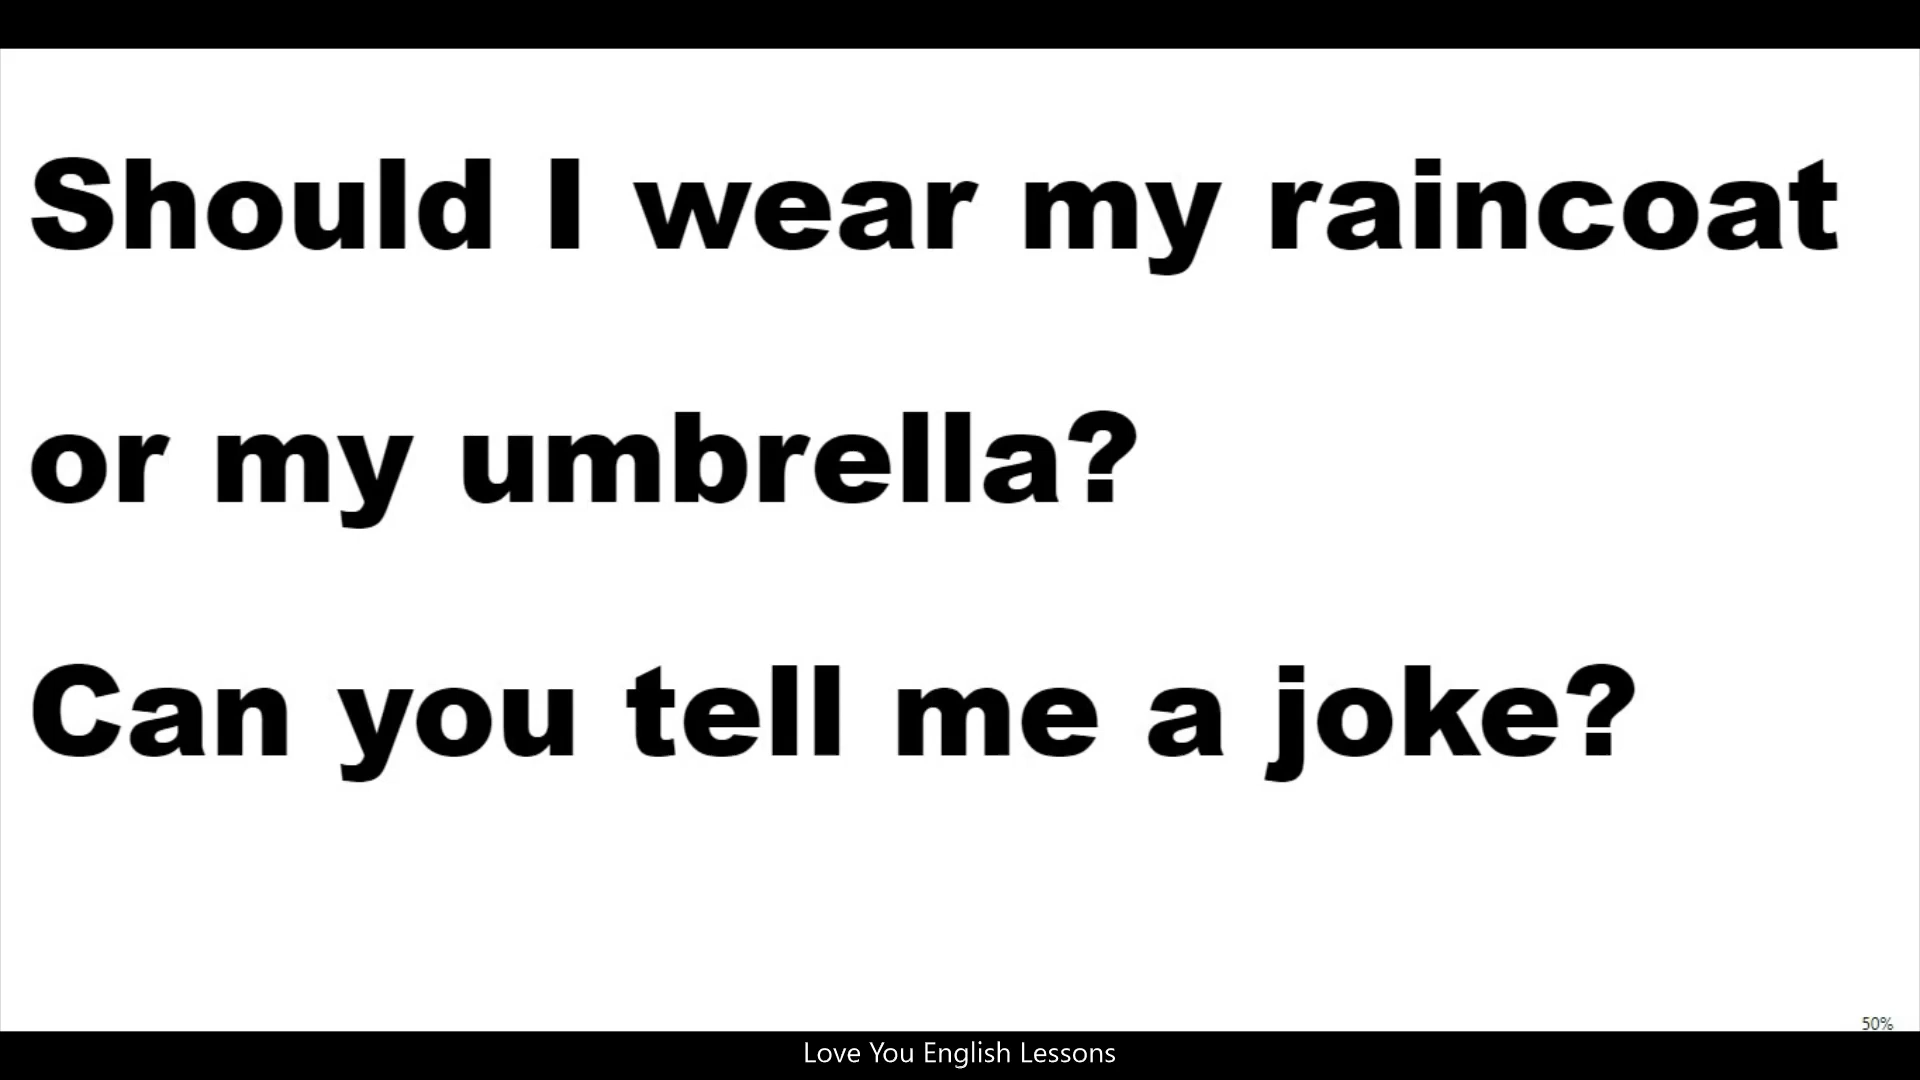 Should I wear my raincoat
or my umbrella?
Can you tell me a joke?
50%
Love You English Lessons